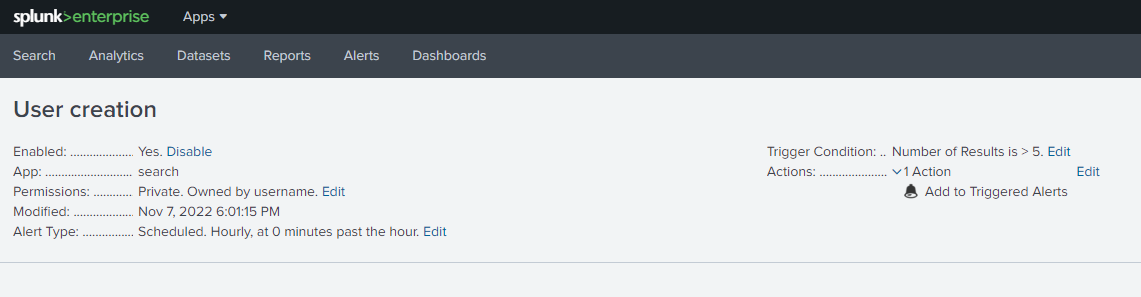 splunk>enterprise Apps
Search Analytics Datasets Reports Alerts Dashboards
User creation
Enabled: ................... Yes. Disable
App: .......................... search
Permissions: ............ Private. Owned by username. Edit
Modified: .................. Nov 7, 2022 6:01:15 PM
Alert Type: ................ Scheduled. Hourly, at 0 minutes past the hour. Edit
Trigger Condition: .. Number of Results is > 5. Edit
Actions: ..................... 1 Action Edit
Add to Triggered Alerts